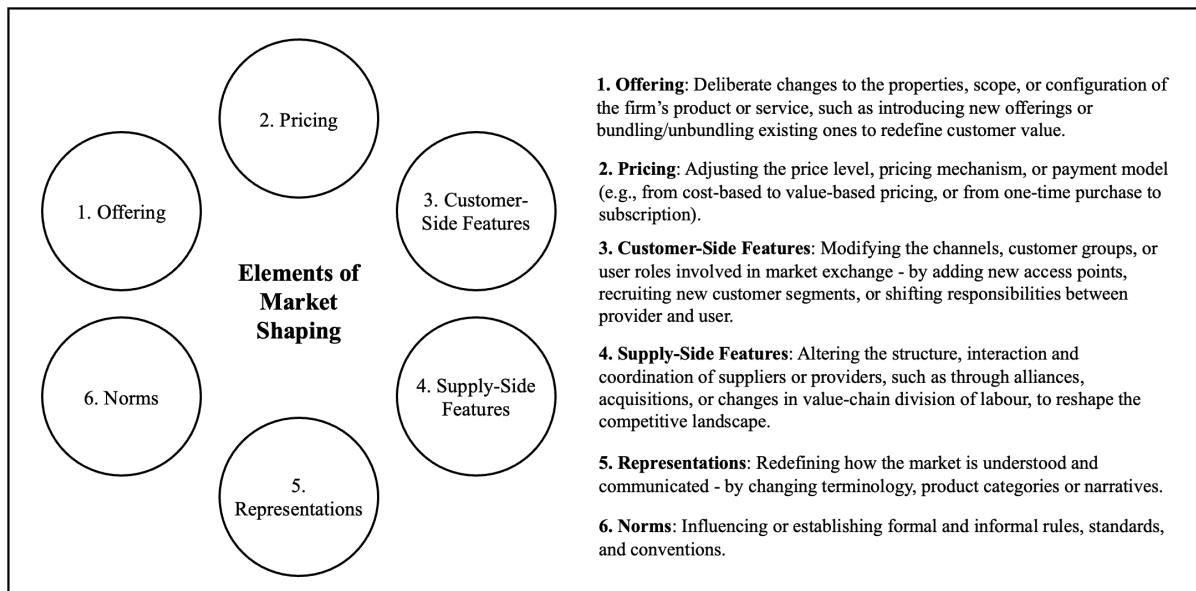 2. Pricing
1. Offering
3. Customer-
Side Features
Elements of
Market
Shaping
6. Norms
4. Supply-Side
Features
5.
Representations
1. Offering: Deliberate changes to the properties, scope, or configuration of
the firm's product or service, such as introducing new offerings or
bundling/unbundling existing ones to redefine customer value.
2. Pricing: Adjusting the price level, pricing mechanism, or payment model
(e.g., from cost-based to value-based pricing, or from one-time purchase to
subscription).
3. Customer-Side Features: Modifying the channels, customer groups, or
user roles involved in market exchange - by adding new access points,
recruiting new customer segments, or shifting responsibilities between
provider and user.
4. Supply-Side Features: Altering the structure, interaction and
coordination of suppliers or providers, such as through alliances,
acquisitions, or changes in value-chain division of labour, to reshape the
competitive landscape.
5. Representations: Redefining how the market is understood and
communicated - by changing terminology, product categories or narratives.
6. Norms: Influencing or establishing formal and informal rules, standards,
and conventions.